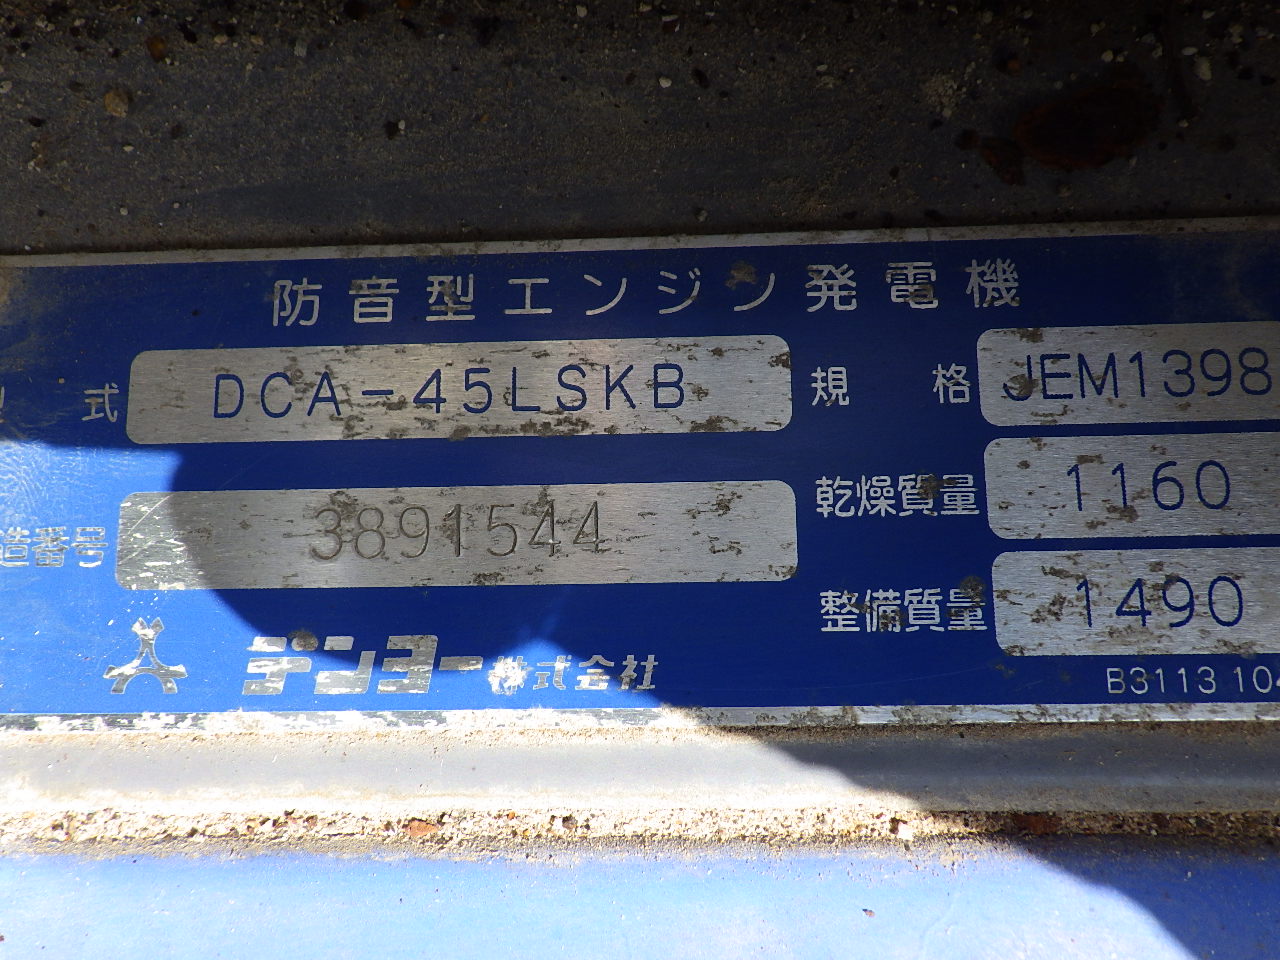 防音型エンジン発電機
型 式 DCA-45LSKB 規 格 JEM1398
造番号 3891544 乾燥質量 1160
整備質量 1490
デンヨー株式会社 B3113 104